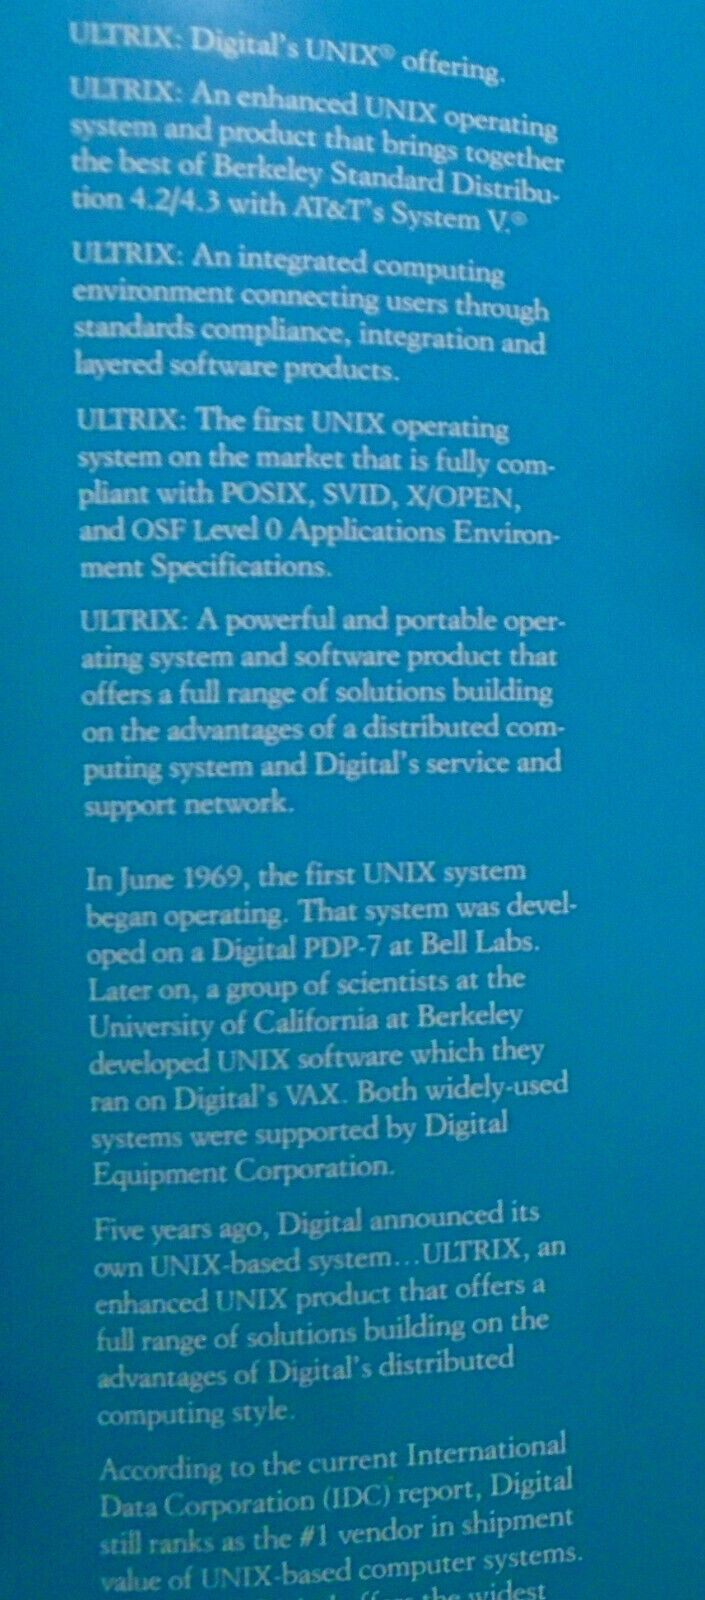 ULTRIX: Digital's UNIX® offering.
ULTRIX: An enhanced UNIX operating
system and product that brings together
the best of Berkeley Standard Distribu-
tion 4.2/4.3 with AT&T's System V.®
ULTRIX: An integrated computing
environment connecting users through
standards compliance, integration and
layered software products.
ULTRIX: The first UNIX operating
system on the market that is fully com-
pliant with POSIX, SVID, X/OPEN,
and OSF Level 0 Applications Environ-
ment Specifications.
ULTRIX: A powerful and portable oper-
ating system and software product that
offers a full range of solutions building
on the advantages of a distributed com-
puting system and Digital's service and
support network.
In June 1969, the first UNIX system
began operating. That system was devel-
oped on a Digital PDP-7 at Bell Labs.
Later on, a group of scientists at the
University of California at Berkeley
developed UNIX software which they
ran on Digital's VAX. Both widely-used
systems were supported by Digital
Equipment Corporation.
Five years ago, Digital announced its
own UNIX-based system...ULTRIX, an
enhanced UNIX product that offers a
full range of solutions building on the
advantages of Digital's distributed
computing style.
According to the current International
Data Corporation (IDC) report, Digital
still ranks as the #1 vendor in shipment
value of UNIX-based computer systems.
the widest